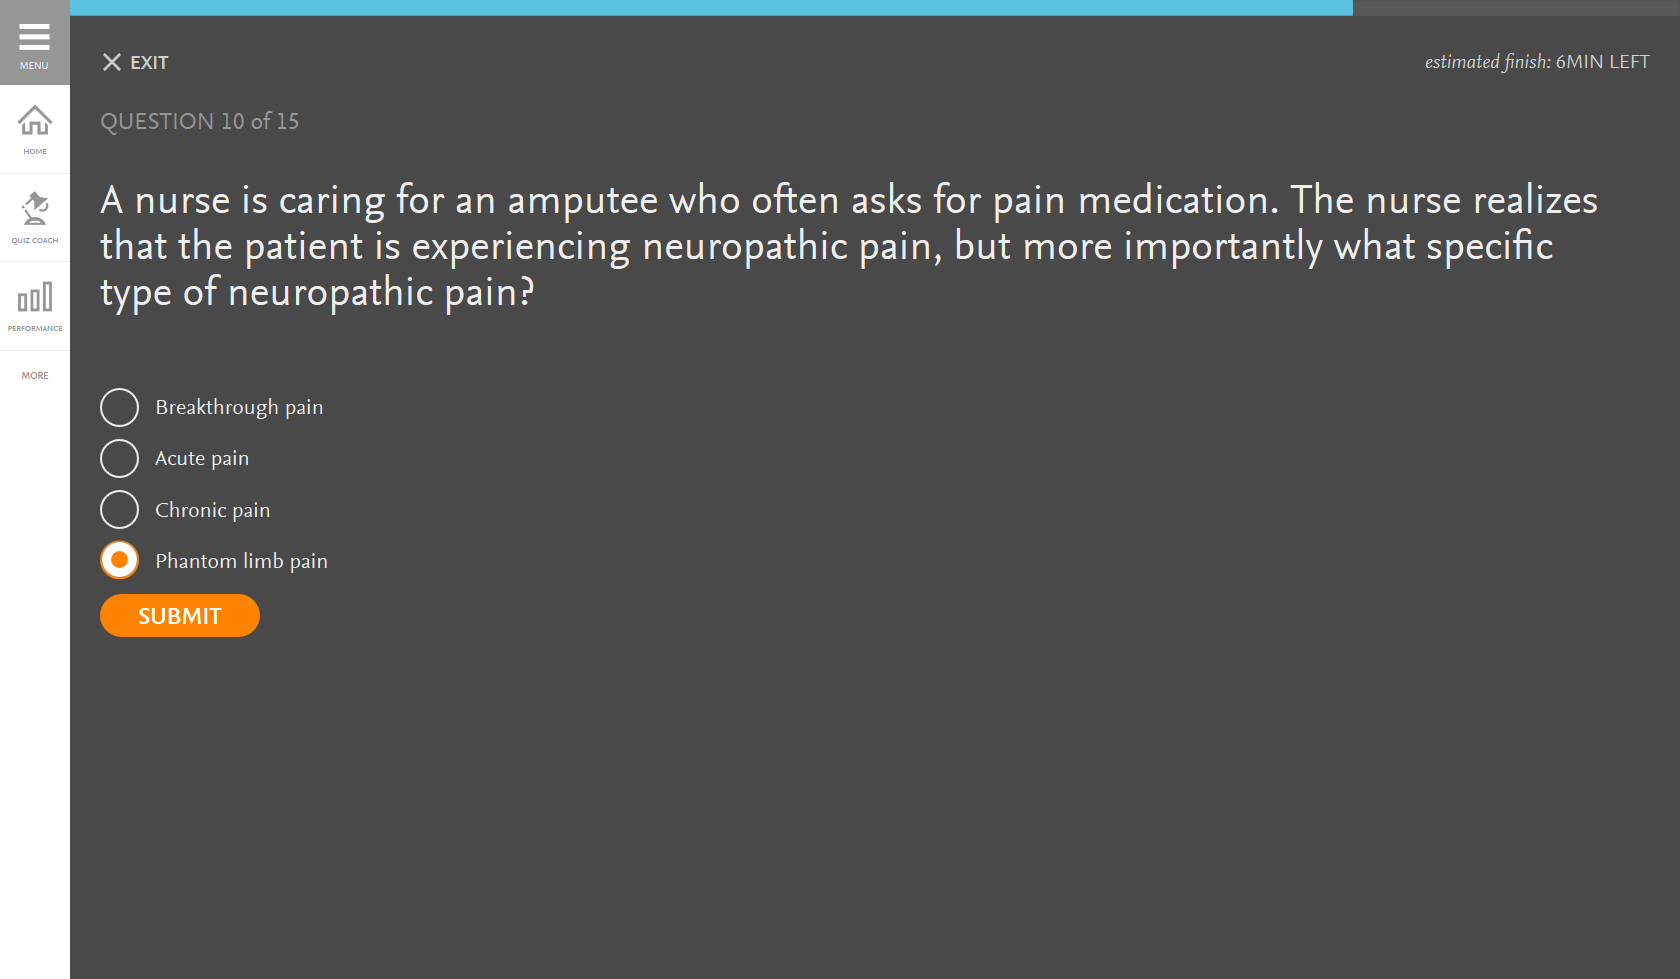 MENU
HOME
QUIZ COACH
PERFORMANCE
MORE
EXIT
estimated finish: 6MIN LEFT
QUESTION 10 of 15
A nurse is caring for an amputee who often asks for pain medication. The nurse realizes
that the patient is experiencing neuropathic pain, but more importantly what specific
type of neuropathic pain?
Breakthrough pain
Acute pain
Chronic pain
Phantom limb pain
SUBMIT